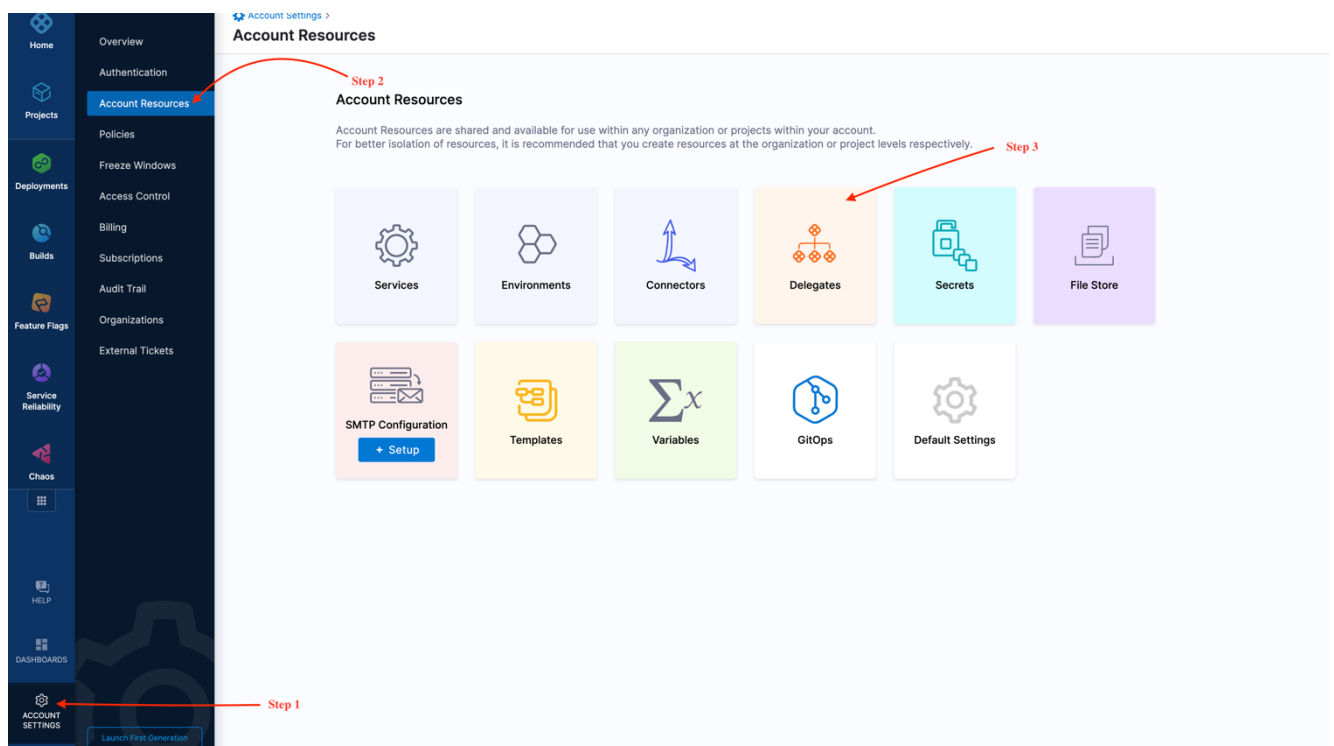 Account Settings >
Account Resources
Home
Projects
Deployments
Builds
Feature Flags
Service
Reliability
Chaos
HELP
DASHBOARDS
ACCOUNT
SETTINGS
Overview
Authentication
Account Resources
Policies
Freeze Windows
Access Control
Billing
Subscriptions
Audit Trail
Organizations
External Tickets
Launch First Generation
Step 2
Account Resources
Account Resources are shared and available for use within any organization or projects within your account.
For better isolation of resources, it is recommended that you create resources at the organization or project levels respectively.
Step 3
Services
Environments
Connectors
Delegates
Secrets
File Store
SMTP Configuration
+ Setup
Templates
Σx
Variables
GitOps
Default Settings
Step 1